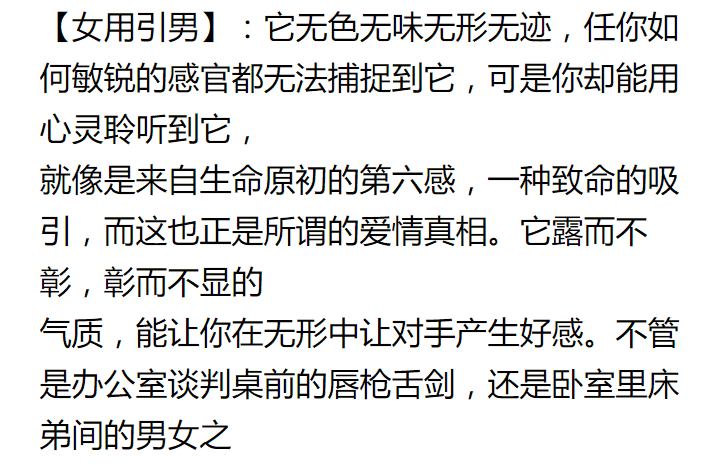 【女用引男】：它无色无味无形无迹，任你如
何敏锐的感官都无法捕捉到它，可是你却能用
心灵聆听到它，
就像是来自生命原初的第六感，一种致命的吸
引，而这也正是所谓的爱情真相。它露而不
彰，彰而不显的
气质，能让你在无形中让对手产生好感。不管
是办公室谈判桌前的唇枪舌剑，还是卧室里床
弟间的男女之